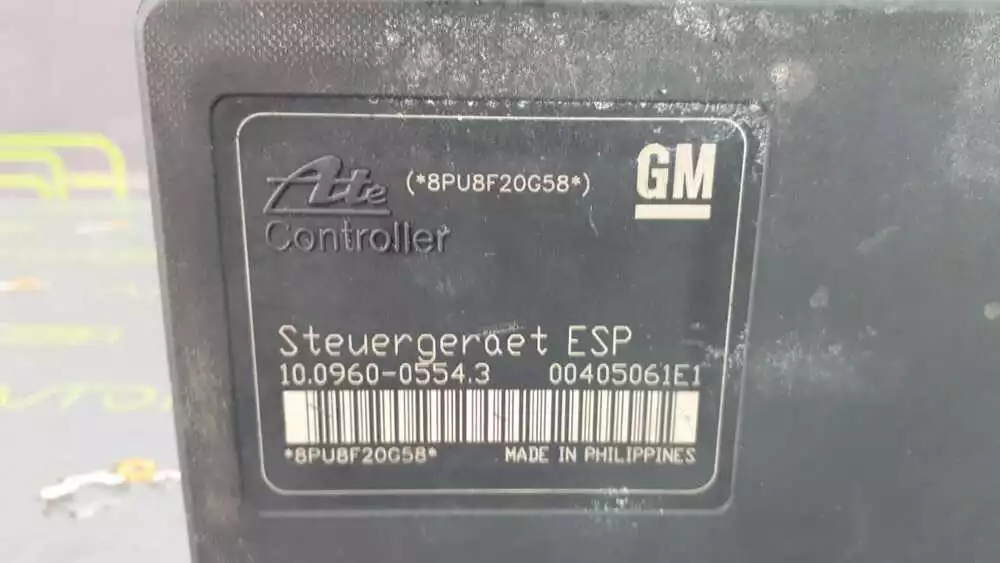 Ate (*8PU8F20G58*) GM
Controller
Steuergeraet ESP
10.0960-0554.3 00405061E1
*8PU8F20G58* MADE IN PHILIPPINES